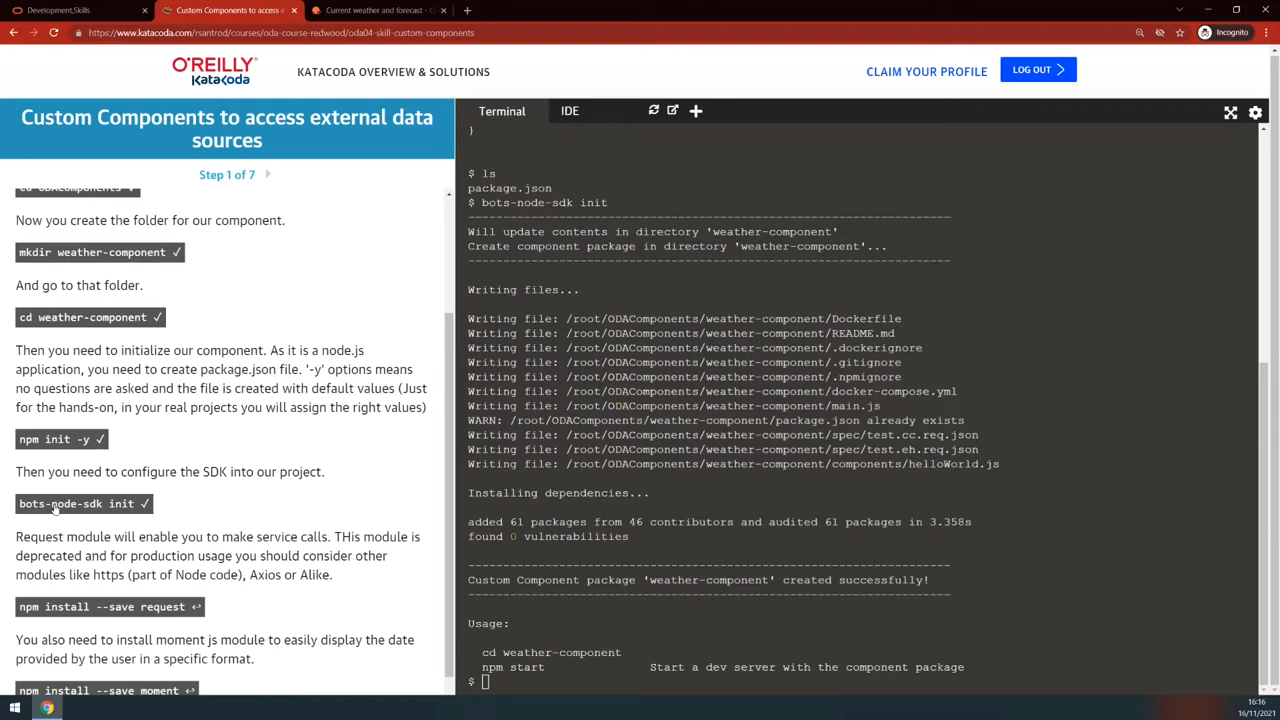 Development,Skills
Custom Components to access e
Current weather and forecast - O
https://www.katacoda.com/rsantrod/courses/oda-course-redwood/oda04-skill-custom-components
Incognito
O'REILLY
Katakoda
KATACODA OVERVIEW & SOLUTIONS
CLAIM YOUR PROFILE
LOG OUT
Custom Components to access external data
sources
Step 1 of 7
cd ODAComponents ✓
Now you create the folder for our component.
mkdir weather-component ✓
And go to that folder.
cd weather-component ✓
Then you need to initialize our component. As it is a node.js
application, you need to create package.json file. '-y' options means
no questions are asked and the file is created with default values (Just
for the hands-on, in your real projects you will assign the right values)
npm init -y ✓
Then you need to configure the SDK into our project.
bots-node-sdk init ✓
Request module will enable you to make service calls. THis module is
deprecated and for production usage you should consider other
modules like https (part of Node code), Axios or Alike.
npm install --save request ↩
You also need to install moment js module to easily display the date
provided by the user in a specific format.
npm install --save moment ↩
Terminal
IDE
}
$ ls
package.json
$ bots-node-sdk init
-------------------------------------------------------------------
Will update contents in directory 'weather-component'
Create component package in directory 'weather-component'...
-------------------------------------------------------------------
Writing files...
Writing file: /root/ODAComponents/weather-component/Dockerfile
Writing file: /root/ODAComponents/weather-component/README.md
Writing file: /root/ODAComponents/weather-component/.dockerignore
Writing file: /root/ODAComponents/weather-component/.gitignore
Writing file: /root/ODAComponents/weather-component/.npmignore
Writing file: /root/ODAComponents/weather-component/docker-compose.yml
Writing file: /root/ODAComponents/weather-component/main.js
WARN: /root/ODAComponents/weather-component/package.json already exists
Writing file: /root/ODAComponents/weather-component/spec/test.cc.req.json
Writing file: /root/ODAComponents/weather-component/spec/test.eh.req.json
Writing file: /root/ODAComponents/weather-component/components/helloWorld.js
Installing dependencies...
added 61 packages from 46 contributors and audited 61 packages in 3.358s
found 0 vulnerabilities
-------------------------------------------------------------------
Custom Component package 'weather-component' created successfully!
-------------------------------------------------------------------
Usage:
cd weather-component
npm start Start a dev server with the component package
$
16:16
16/11/2021